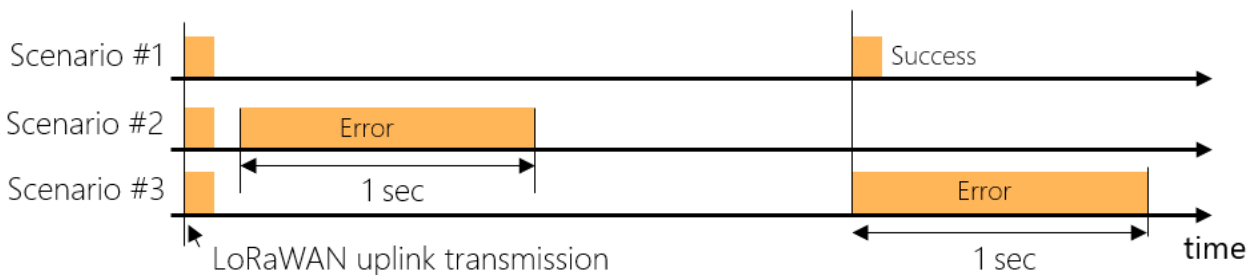 Scenario #1
Success
Scenario #2
Error
1 sec
Scenario #3
Error
LoRaWAN uplink transmission
1 sec
time